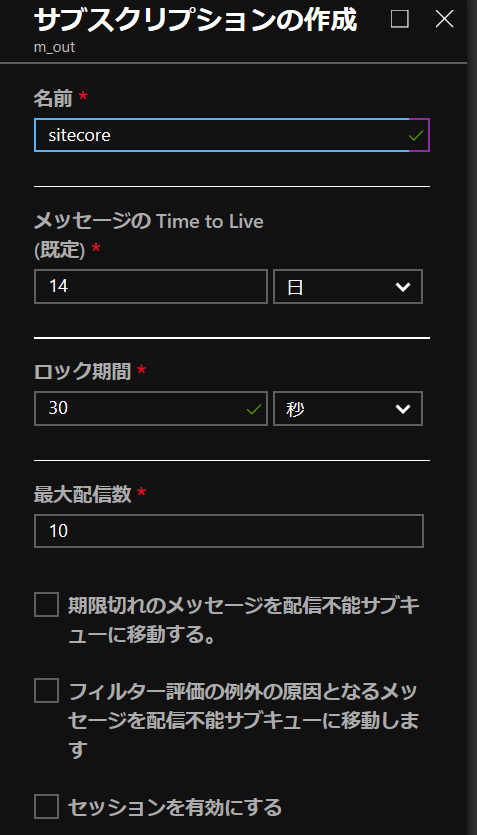 サブスクリプションの作成
m_out
名前 *
sitecore
メッセージの Time to Live
(既定) *
14 日
ロック期間 *
30 秒
最大配信数 *
10
期限切れのメッセージを配信不能サブキ
ューに移動する。
フィルター評価の例外の原因となるメッ
セージを配信不能サブキューに移動しま
す
セッションを有効にする